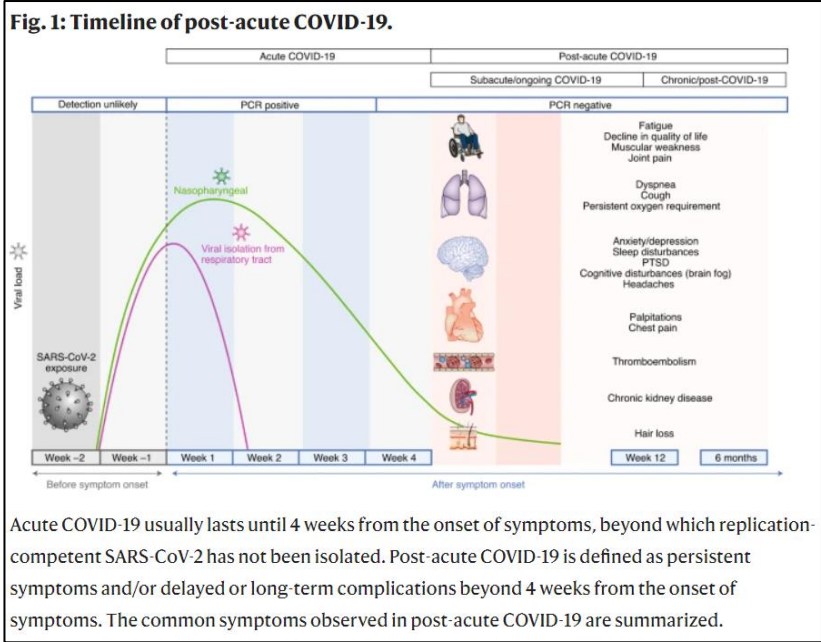 Fig. 1: Timeline of post-acute COVID-19.
Acute COVID-19
Post-acute COVID-19
Subacute/ongoing COVID-19
Chronic/post-COVID-19
Detection unlikely
PCR positive
PCR negative
Fatigue
Decline in quality of life
Muscular weakness
Joint pain
Nasopharyngeal
Dyspnea
Cough
Persistent oxygen requirement
Viral isolation from
respiratory tract
Anxiety/depression
Sleep disturbances
PTSD
Cognitive disturbances (brain fog)
Headaches
Viral load
Palpitations
Chest pain
SARS-CoV-2
exposure
Thromboembolism
Chronic kidney disease
Hair loss
Week –2
Week –1
Week 1
Week 2
Week 3
Week 4
Week 12
6 months
Before symptom onset
After symptom onset
Acute COVID-19 usually lasts until 4 weeks from the onset of symptoms, beyond which replication-
competent SARS-CoV-2 has not been isolated. Post-acute COVID-19 is defined as persistent
symptoms and/or delayed or long-term complications beyond 4 weeks from the onset of
symptoms. The common symptoms observed in post-acute COVID-19 are summarized.